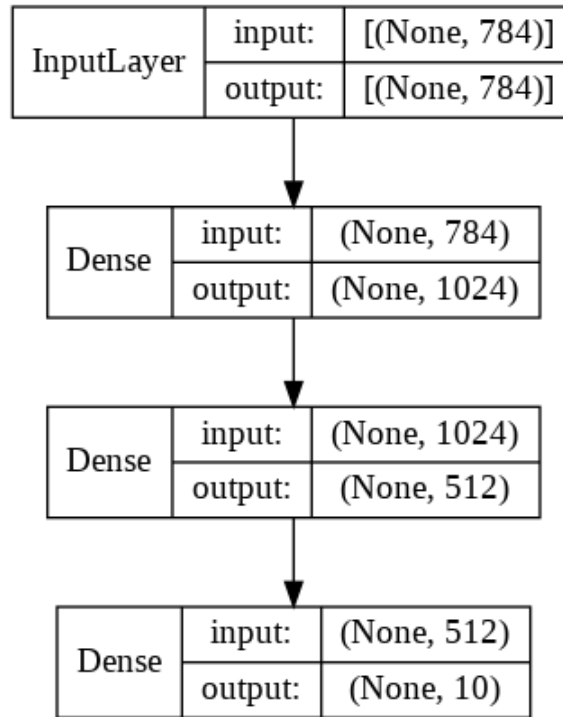 InputLayer
input: [(None, 784)]
output: [(None, 784)]
Dense
input: (None, 784)
output: (None, 1024)
Dense
input: (None, 1024)
output: (None, 512)
Dense
input: (None, 512)
output: (None, 10)